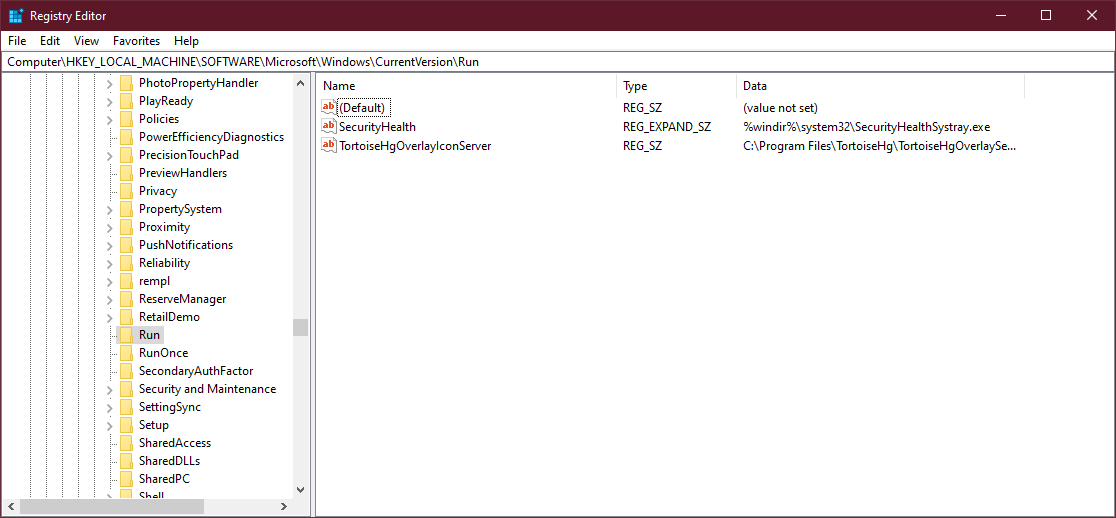 Registry Editor
File Edit View Favorites Help
Computer\HKEY_LOCAL_MACHINE\SOFTWARE\Microsoft\Windows\CurrentVersion\Run
PhotoPropertyHandler
PlayReady
Policies
PowerEfficiencyDiagnostics
PrecisionTouchPad
PreviewHandlers
Privacy
PropertySystem
Proximity
PushNotifications
Reliability
rempl
ReserveManager
RetailDemo
Run
RunOnce
SecondaryAuthFactor
Security and Maintenance
SettingSync
Setup
SharedAccess
SharedDLLs
SharedPC
Shell
Name Type Data
ab (Default) REG_SZ (value not set)
ab SecurityHealth REG_EXPAND_SZ %windir%\system32\SecurityHealthSystray.exe
ab TortoiseHgOverlayIconServer REG_SZ C:\Program Files\TortoiseHg\TortoiseHgOverlaySe...